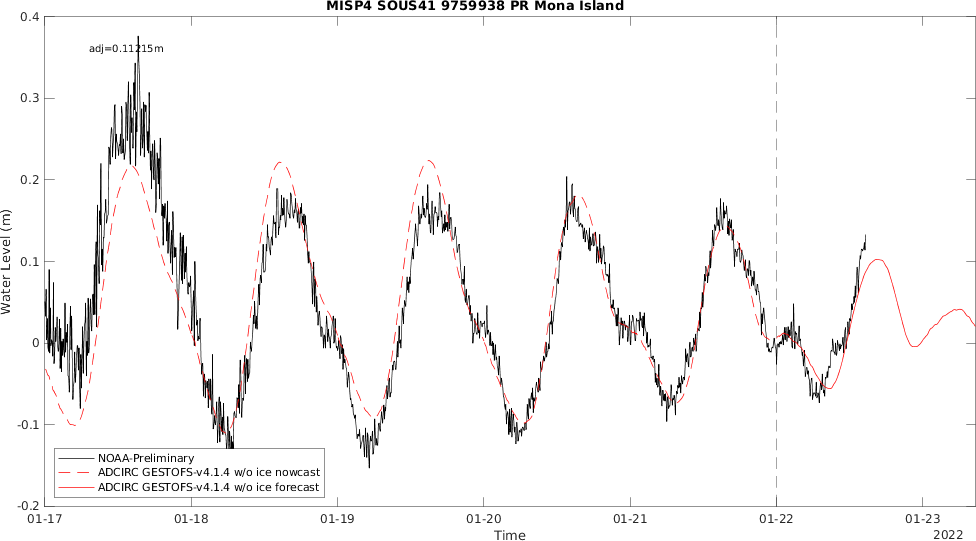 MISP4 SOUS41 9759938 PR Mona Island
adj=0.11215m
0.4
0.3
0.2
0.1
0
-0.1
-0.2
Water Level (m)
NOAA-Preliminary
ADCIRC GESTOFS-v4.1.4 w/o ice nowcast
ADCIRC GESTOFS-v4.1.4 w/o ice forecast
01-17 01-18 01-19 01-20 01-21 01-22 01-23
Time
2022